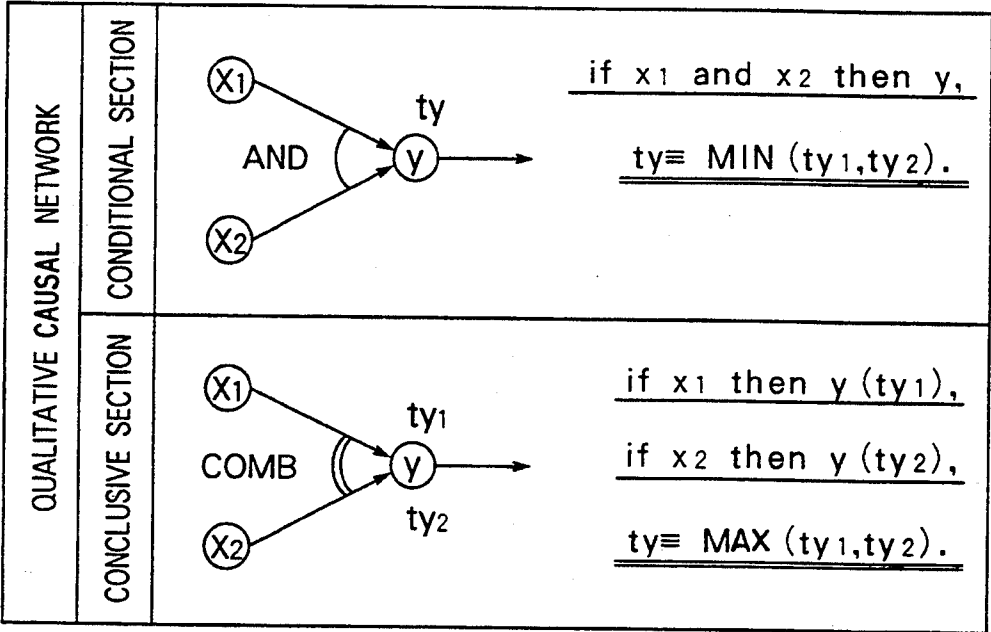 QUALITATIVE CAUSAL NETWORK
CONDITIONAL SECTION
X1
X2
AND
ty
y
if x1 and x2 then y,
ty≡ MIN (ty1,ty2).
CONCLUSIVE SECTION
X1
X2
COMB
ty1
y
ty2
if x1 then y (ty1),
if x2 then y (ty2),
ty≡ MAX (ty1,ty2).